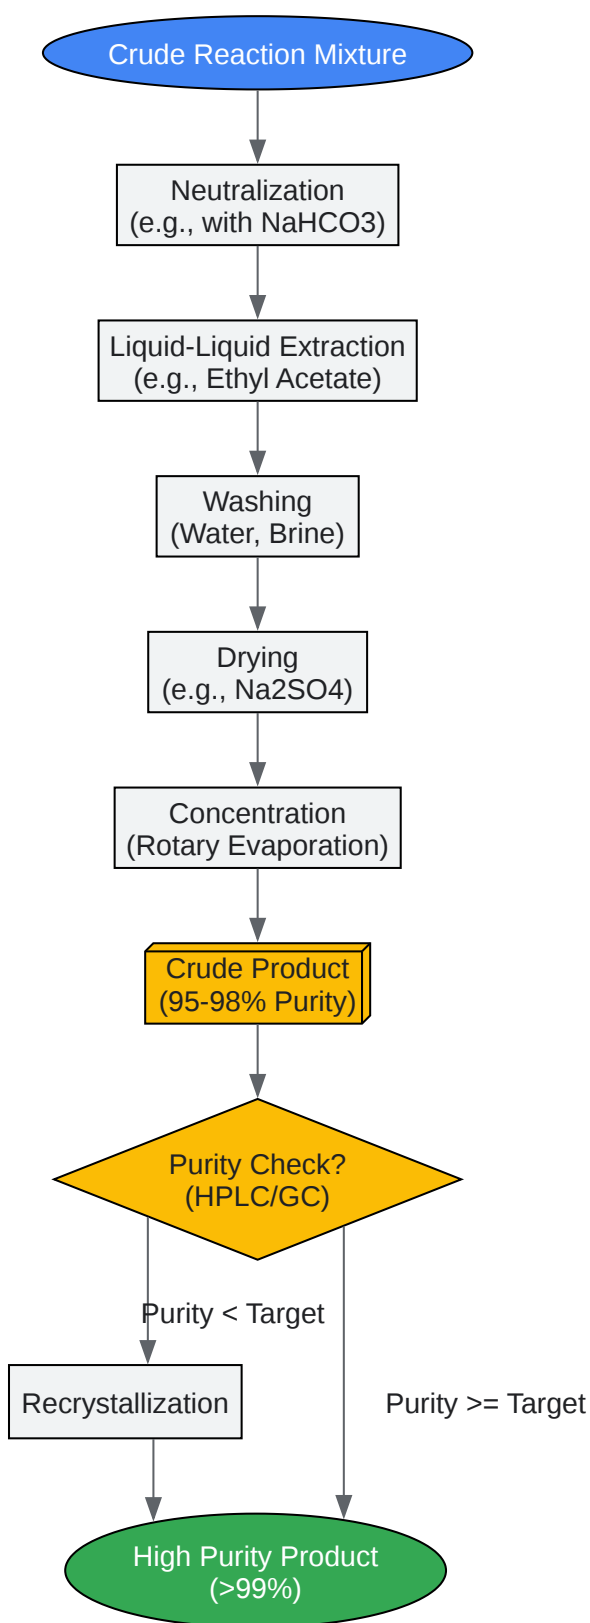 Crude Reaction Mixture
Neutralization
(e.g., with NaHCO3)
Liquid-Liquid Extraction
(e.g., Ethyl Acetate)
Washing
(Water, Brine)
Drying
(e.g., Na2SO4)
Concentration
(Rotary Evaporation)
Crude Product
(95-98% Purity)
Purity Check?
(HPLC/GC)
Purity < Target
Recrystallization
Purity >= Target
High Purity Product
(>99%)